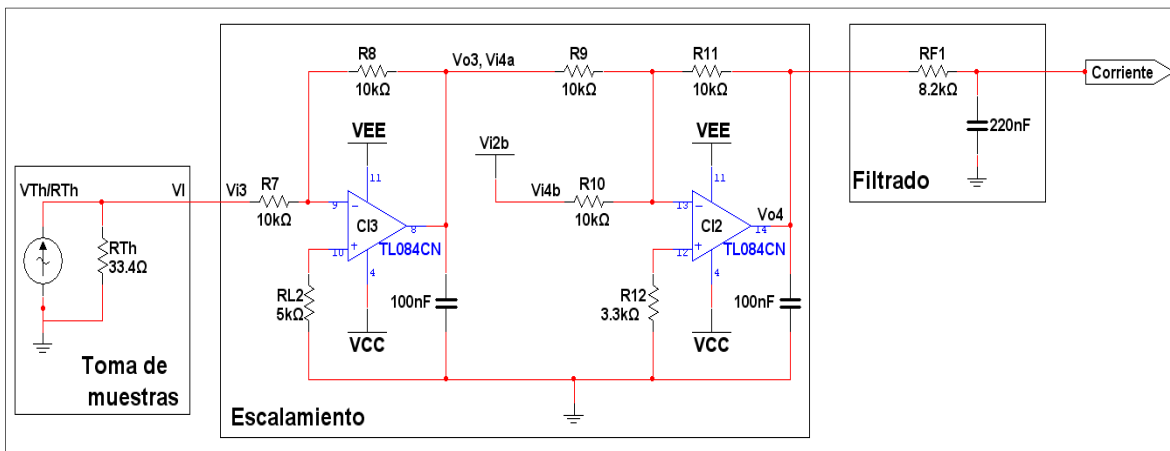 R8
10kΩ
Vo3, Vi4a
R9
10kΩ
R11
10kΩ
RF1
8.2kΩ
Corriente
220nF
Filtrado
VTh/RTh
VI
Vi3
RTh
33.4Ω
Toma de
muestras
R7
10kΩ
VEE
11
9
CI3
8
TL084CN
10
4
RL2
5kΩ
100nF
VCC
Vi2b
Vi4b
R10
10kΩ
VEE
11
13
CI2
Vo4
14
TL084CN
12
4
R12
3.3kΩ
100nF
VCC
Escalamiento